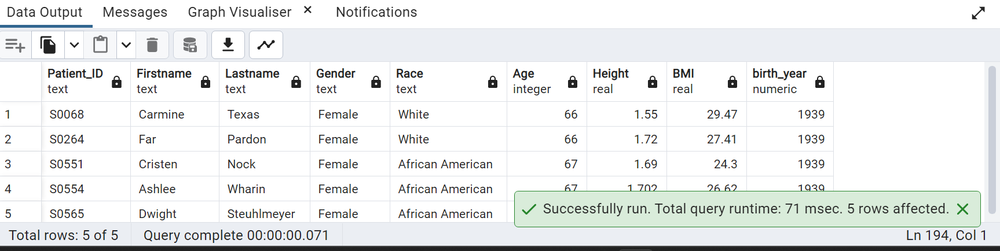 Data Output Messages Graph Visualiser Notifications
Patient_ID Firstname Lastname Gender Race Age Height BMI birth_year
text text text text text integer real real numeric
1 S0068 Carmine Texas Female White 66 1.55 29.47 1939
2 S0264 Far Pardon Female White 66 1.72 27.41 1939
3 S0551 Cristen Nock Female African American 67 1.69 24.3 1939
4 S0554 Ashlee Wharin Female African American 67 1.702 26.62 1939
5 S0565 Dwight Steuhlmeyer Female African American
Successfully run. Total query runtime: 71 msec. 5 rows affected.
Total rows: 5 of 5 Query complete 00:00:00.071 Ln 194, Col 1